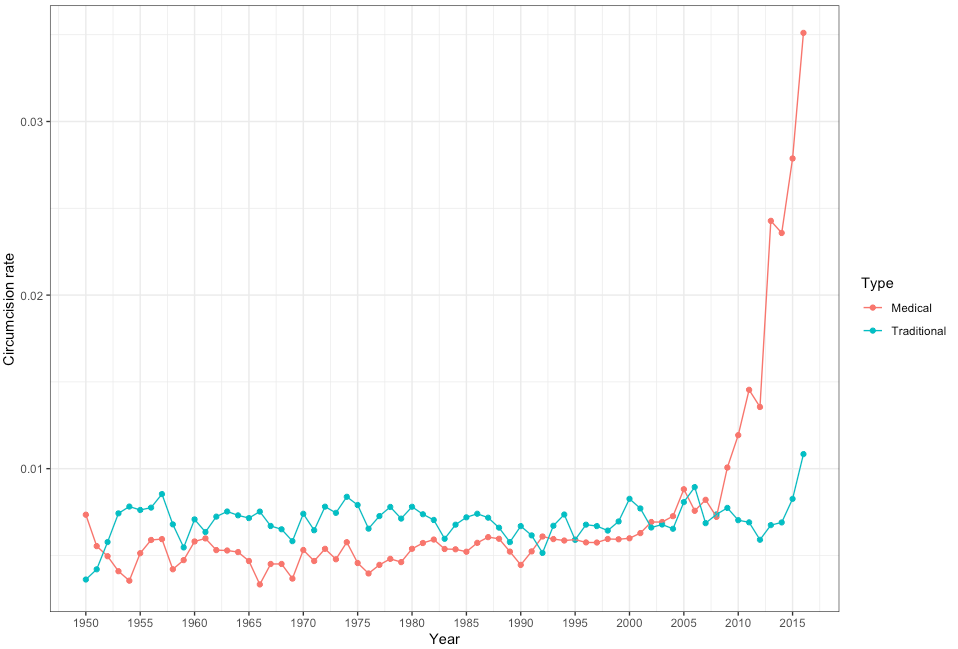 Circumcision rate
0.03
0.02
0.01
1950 1955 1960 1965 1970 1975 1980 1985 1990 1995 2000 2005 2010 2015
Year
Type
Medical
Traditional